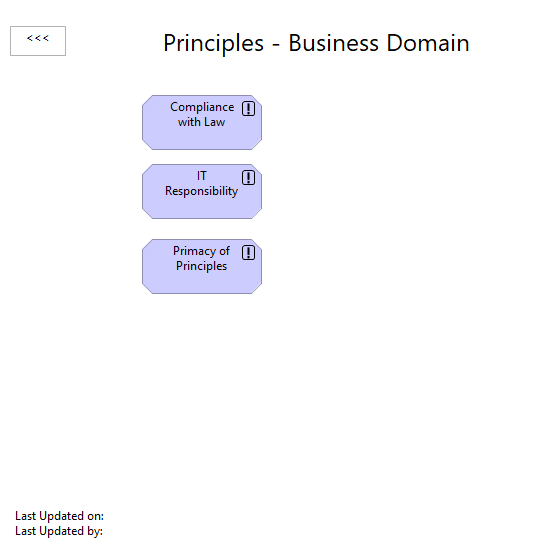 <<<
Principles - Business Domain
Compliance
with Law
IT
Responsibility
Primacy of
Principles
Last Updated on:
Last Updated by: